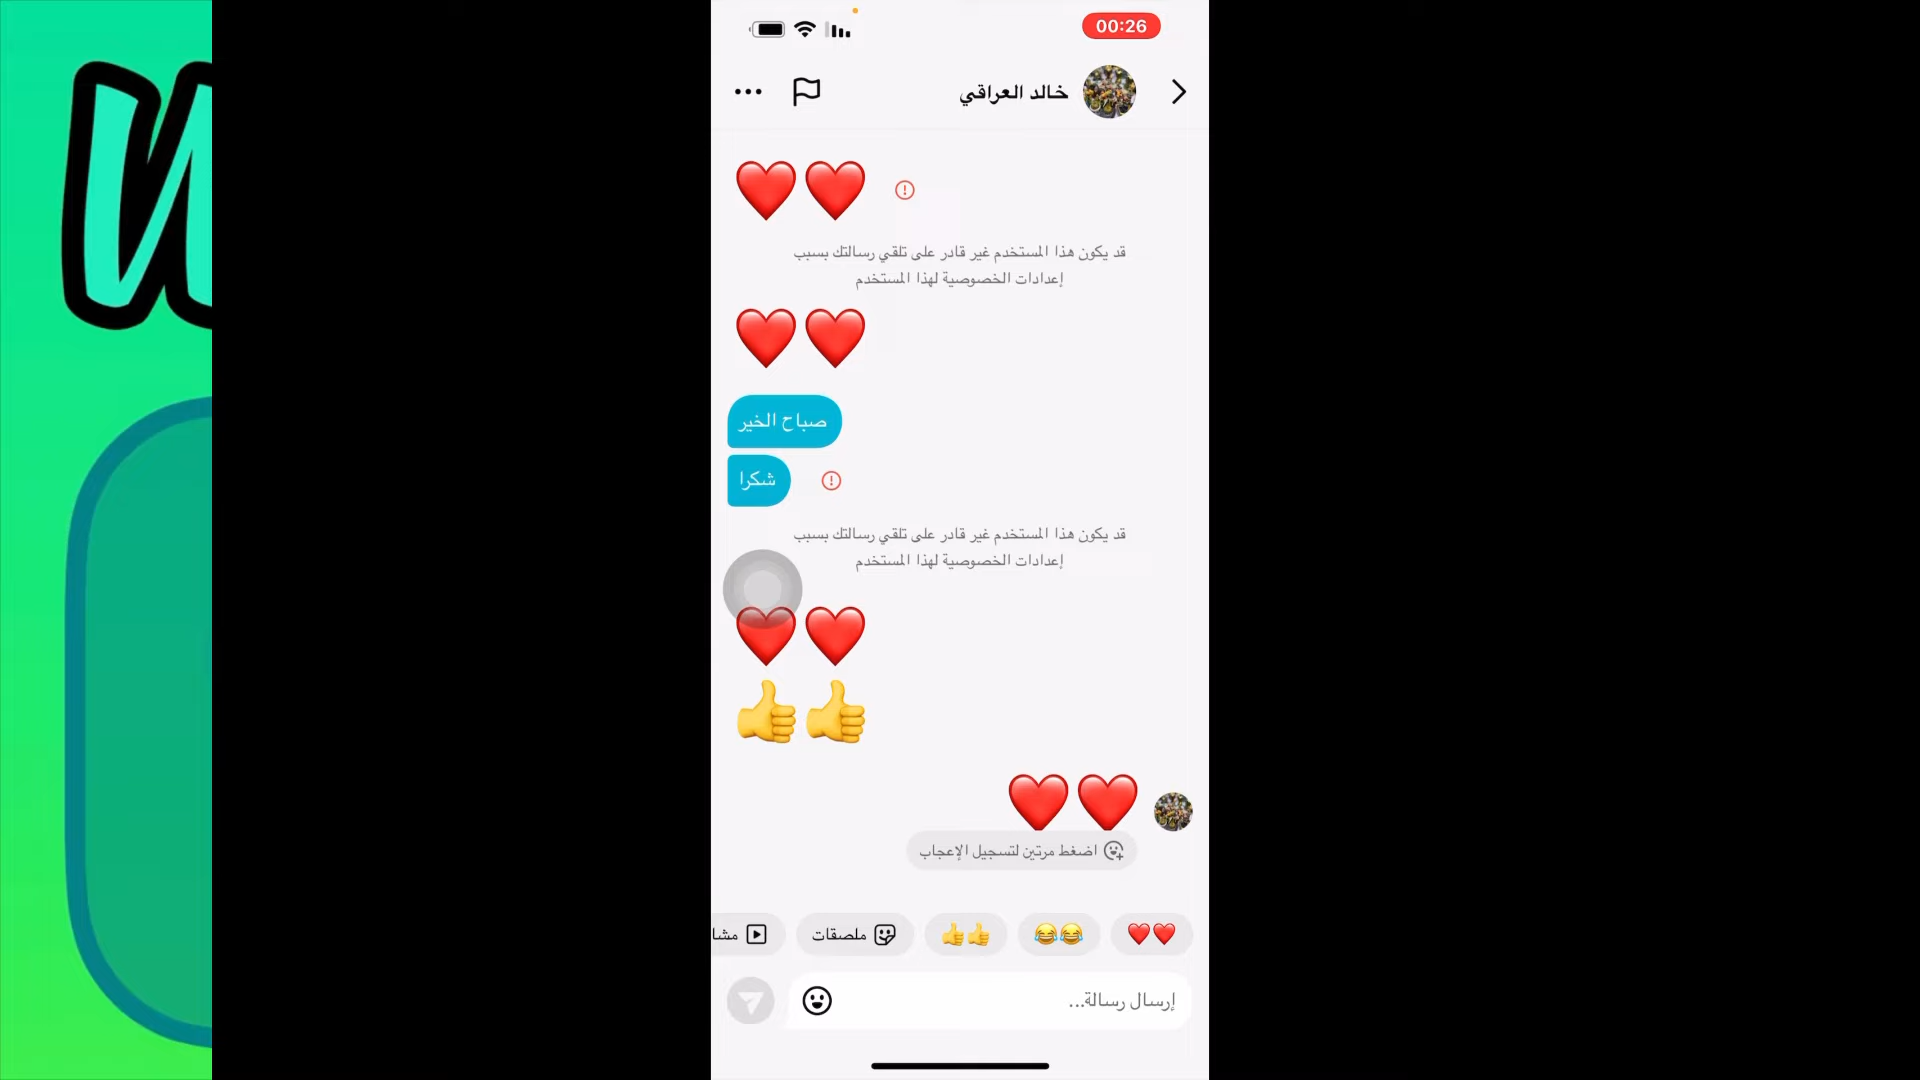 00:26
خالد العراقي
❤️❤️
قد يكون هذا المستخدم غير قادر على تلقي رسالتك بسبب
إعدادات الخصوصية لهذا المستخدم
❤️❤️
صباح الخير
شكرا
قد يكون هذا المستخدم غير قادر على تلقي رسالتك بسبب
إعدادات الخصوصية لهذا المستخدم
❤️❤️
👍👍
❤️❤️
اضغط مرتين لتسجيل الإعجاب
❤️❤️ 😂😂 👍👍 ملصقات
إرسال رسالة...